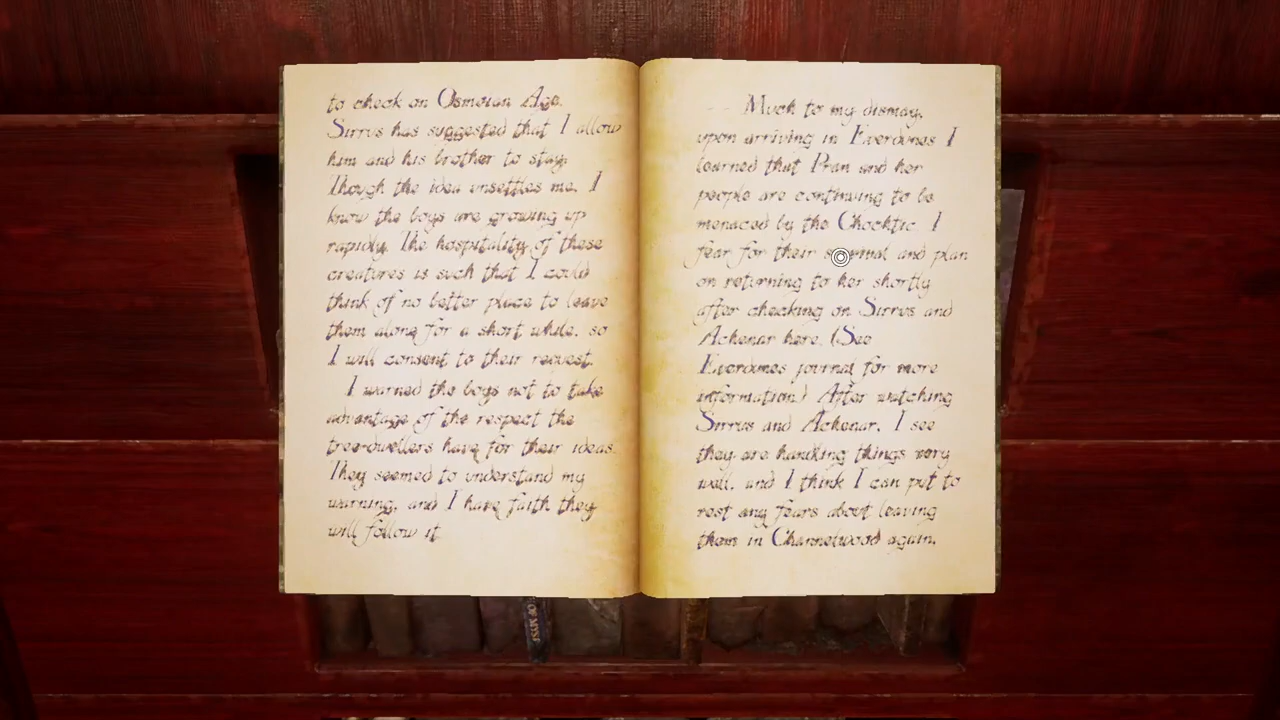 to check on Osmoian Age.
Sirrus has suggested that I allow
him and his brother to stay.
Though the idea unsettles me, I
know the boys are growing up
rapidly. The hospitality of these
creatures is such that I could
think of no better place to leave
them along for a short while, so
I will consent to their request.
I warned the boys not to take
advantage of the respect the
tree-dwellers have for their ideas.
They seemed to understand my
warning, and I have faith they
will follow it.
Much to my dismay,
upon arriving in Everdunes I
learned that Pran and her
people are continuing to be
menaced by the Chocktic. I
fear for their survival and plan
on returning to her shortly
after checking on Sirrus and
Achenar here. (See
Everdunes journal for more
information.) After watching
Sirrus and Achenar, I see
they are handling things very
well, and I think I can put to
rest any fears about leaving
them in Channelwood again,
OF MYST